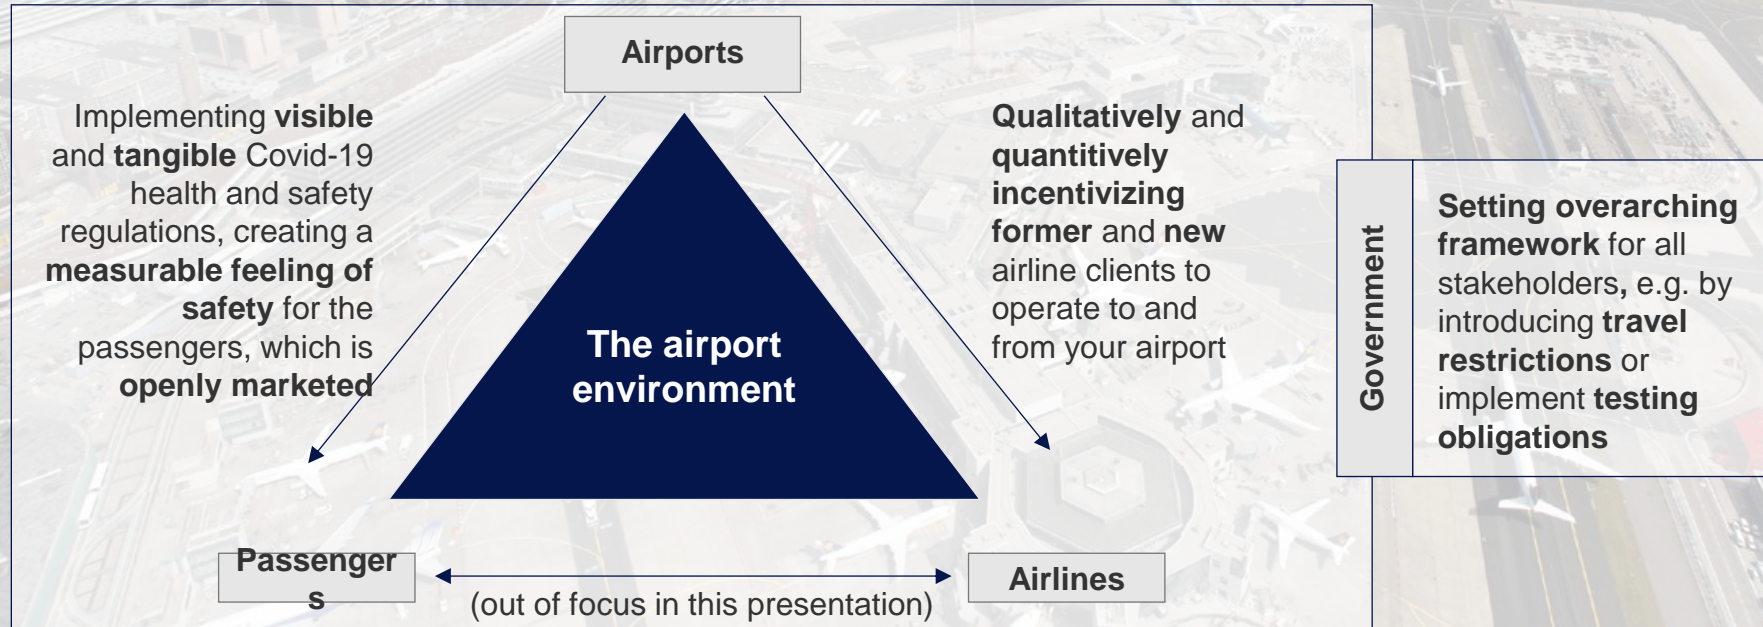 Airports
Implementing visible
and tangible Covid-19
health and safety
regulations, creating a
measurable feeling of
safety for the
passengers, which is
openly marketed
Qualitatively and
quantitively
incentivizing
former and new
airline clients to
operate to and
from your airport
The airport
environment
Passenger
s
(out of focus in this presentation)
Airlines
Government
Setting overarching
framework for all
stakeholders, e.g. by
introducing travel
restrictions or
implement testing
obligations